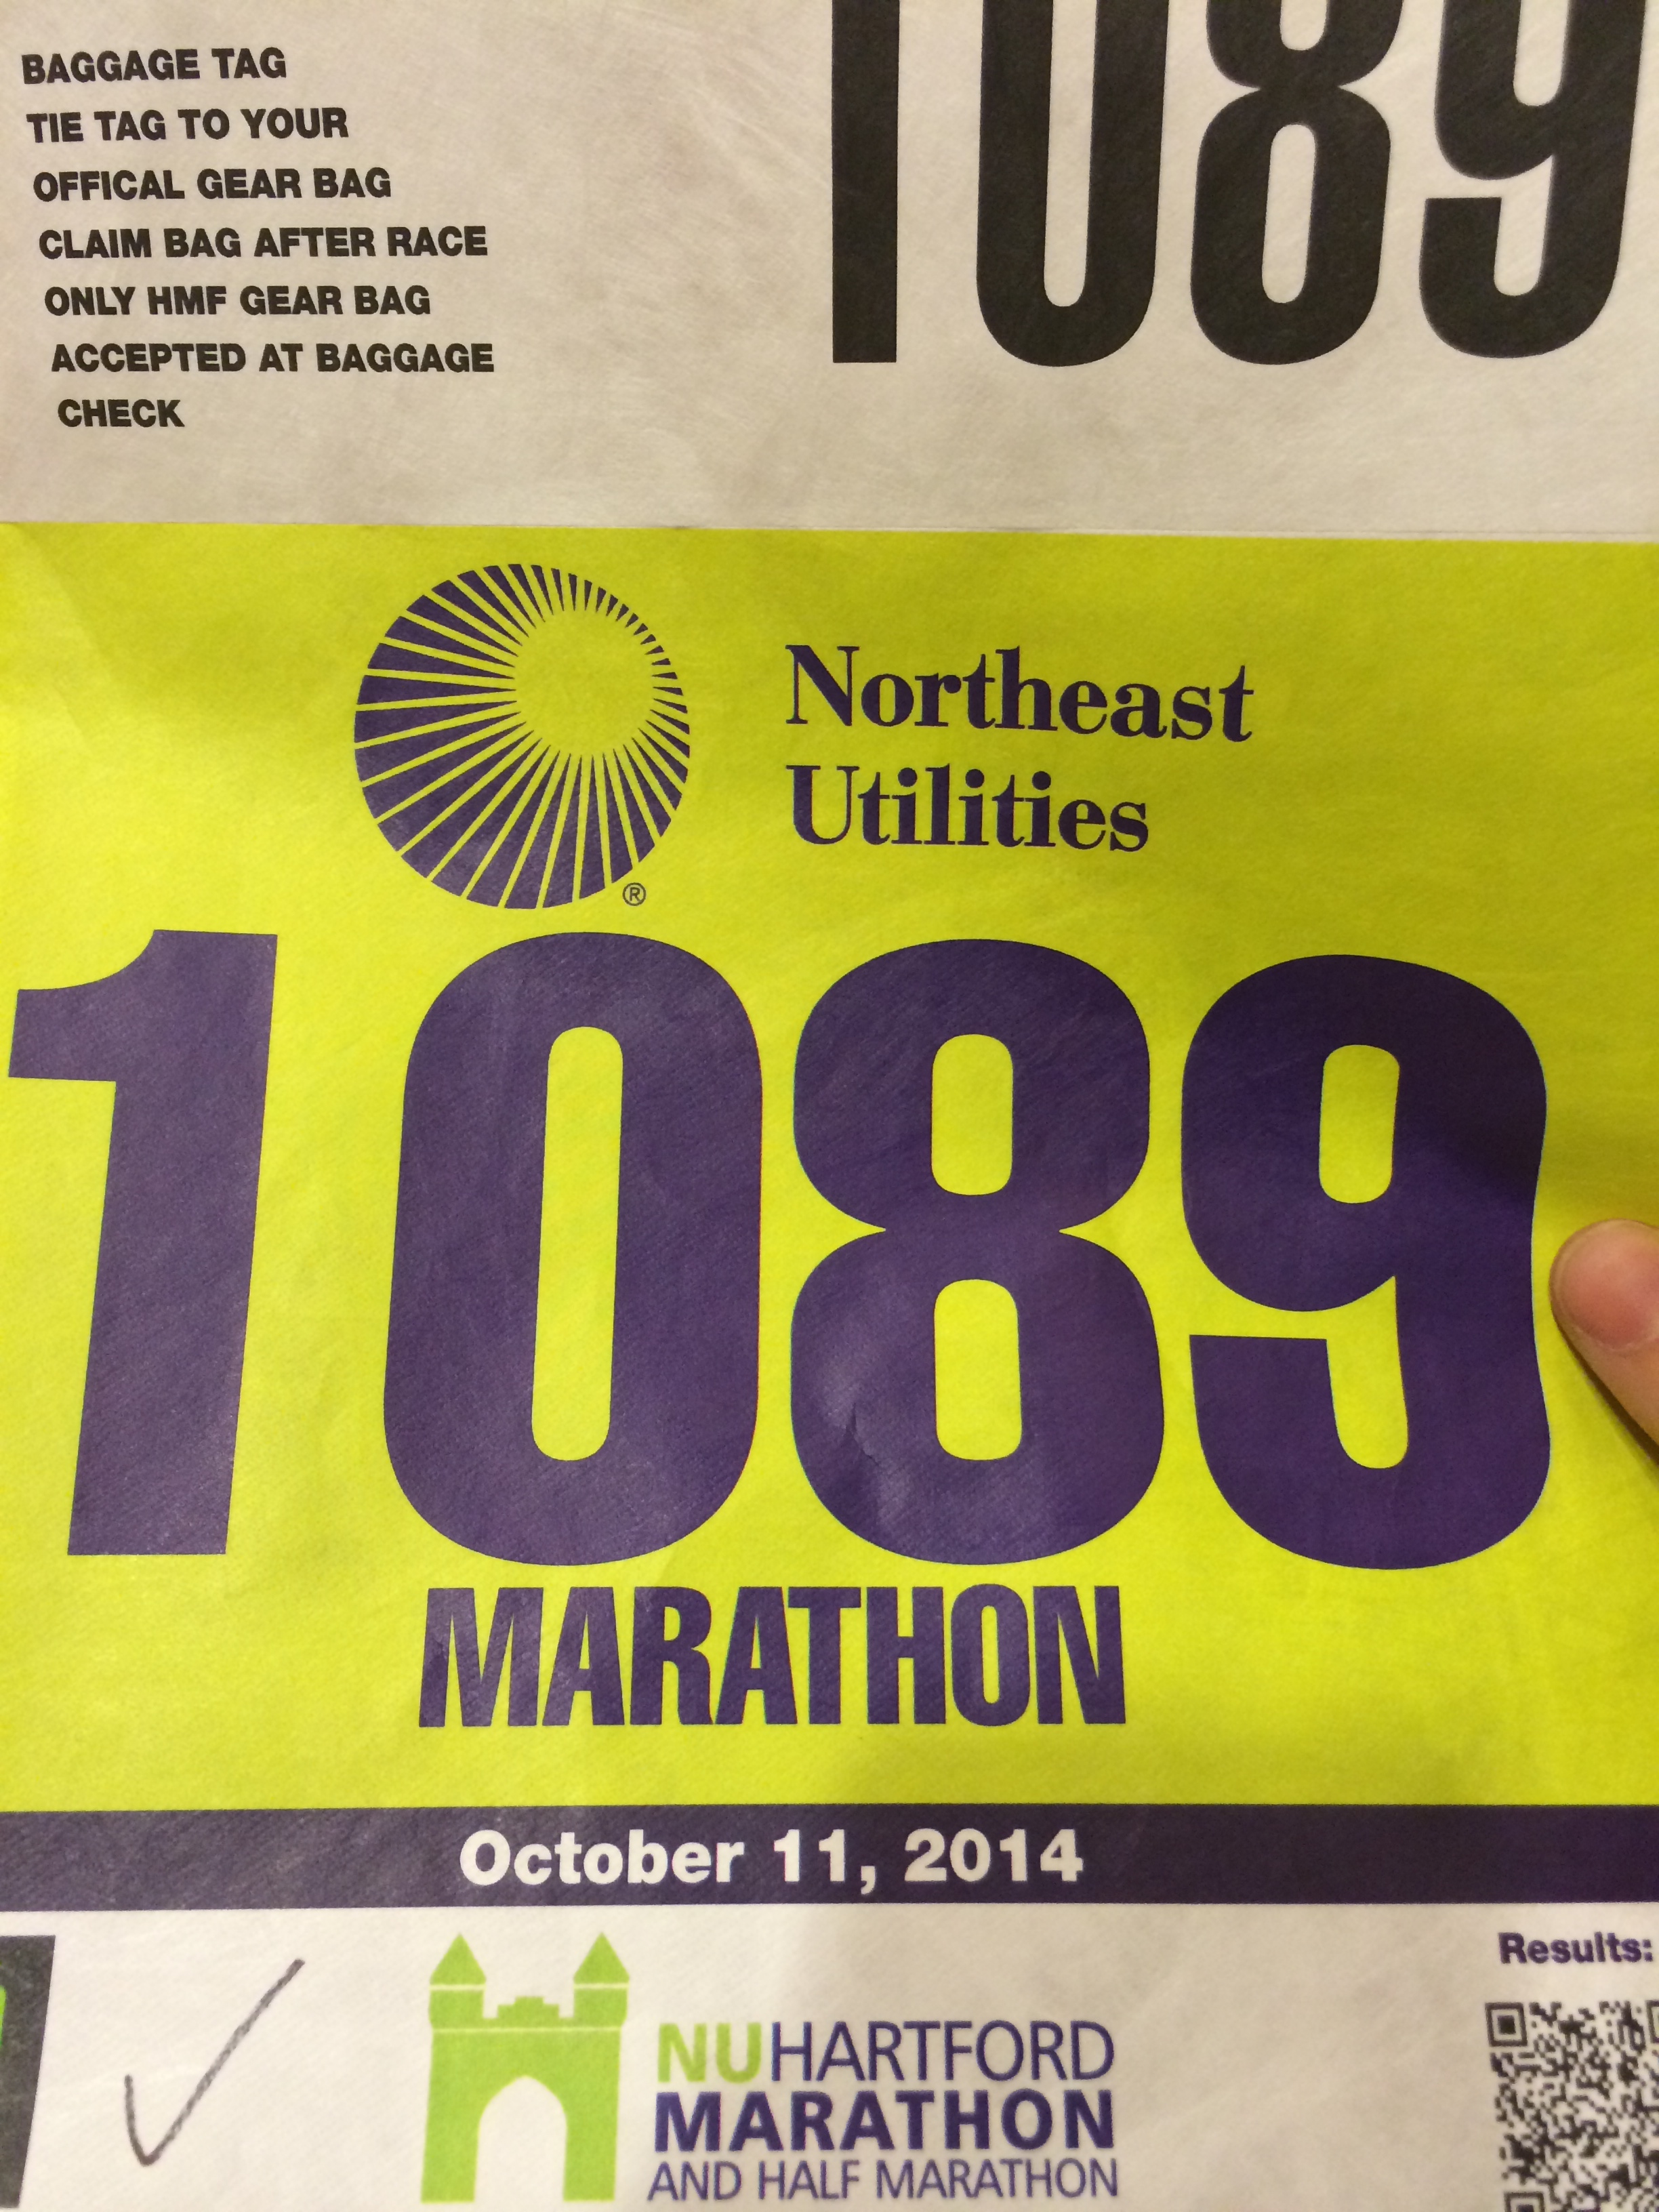 BAGGAGE TAG
TIE TAG TO YOUR
OFFICAL GEAR BAG
CLAIM BAG AFTER RACE
ONLY HMF GEAR BAG
ACCEPTED AT BAGGAGE
CHECK
1089
Northeast
Utilities
®
1089
MARATHON
October 11, 2014
Results:
NUHARTFORD
MARATHON
AND HALF MARATHON